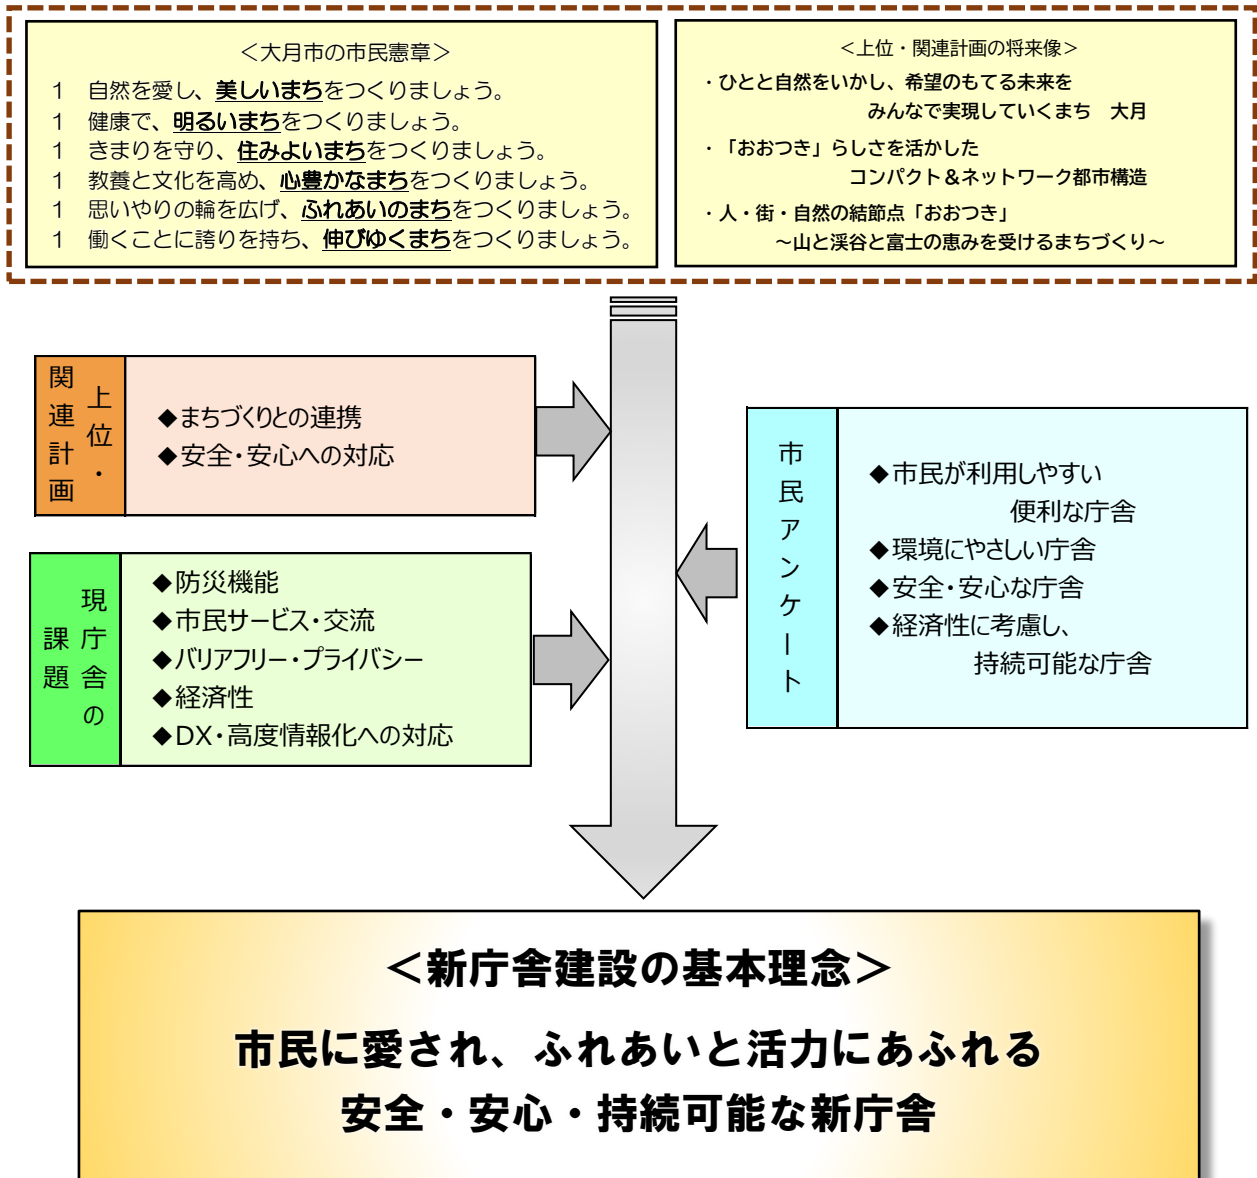 ＜大月市の市民憲章＞
1　自然を愛し、美しいまちをつくりましょう。
1　健康で、明るいまちをつくりましょう。
1　きまりを守り、住みよいまちをつくりましょう。
1　教養と文化を高め、心豊かなまちをつくりましょう。
1　思いやりの輪を広げ、ふれあいのまちをつくりましょう。
1　働くことに誇りを持ち、伸びゆくまちをつくりましょう。
＜上位・関連計画の将来像＞
・ひとと自然をいかし、希望のもてる未来を
みんなで実現していくまち　大月
・「おおつき」らしさを活かした
コンパクト＆ネットワーク都市構造
・人・街・自然の結節点「おおつき」
～山と渓谷と富士の恵みを受けるまちづくり～
上位・
関連計画
◆まちづくりとの連携
◆安全・安心への対応
現庁舎の
課題
◆防災機能
◆市民サービス・交流
◆バリアフリー・プライバシー
◆経済性
◆DX・高度情報化への対応
市民アンケート
◆市民が利用しやすい
便利な庁舎
◆環境にやさしい庁舎
◆安全・安心な庁舎
◆経済性に考慮し、
持続可能な庁舎
＜新庁舎建設の基本理念＞
市民に愛され、ふれあいと活力にあふれる
安全・安心・持続可能な新庁舎